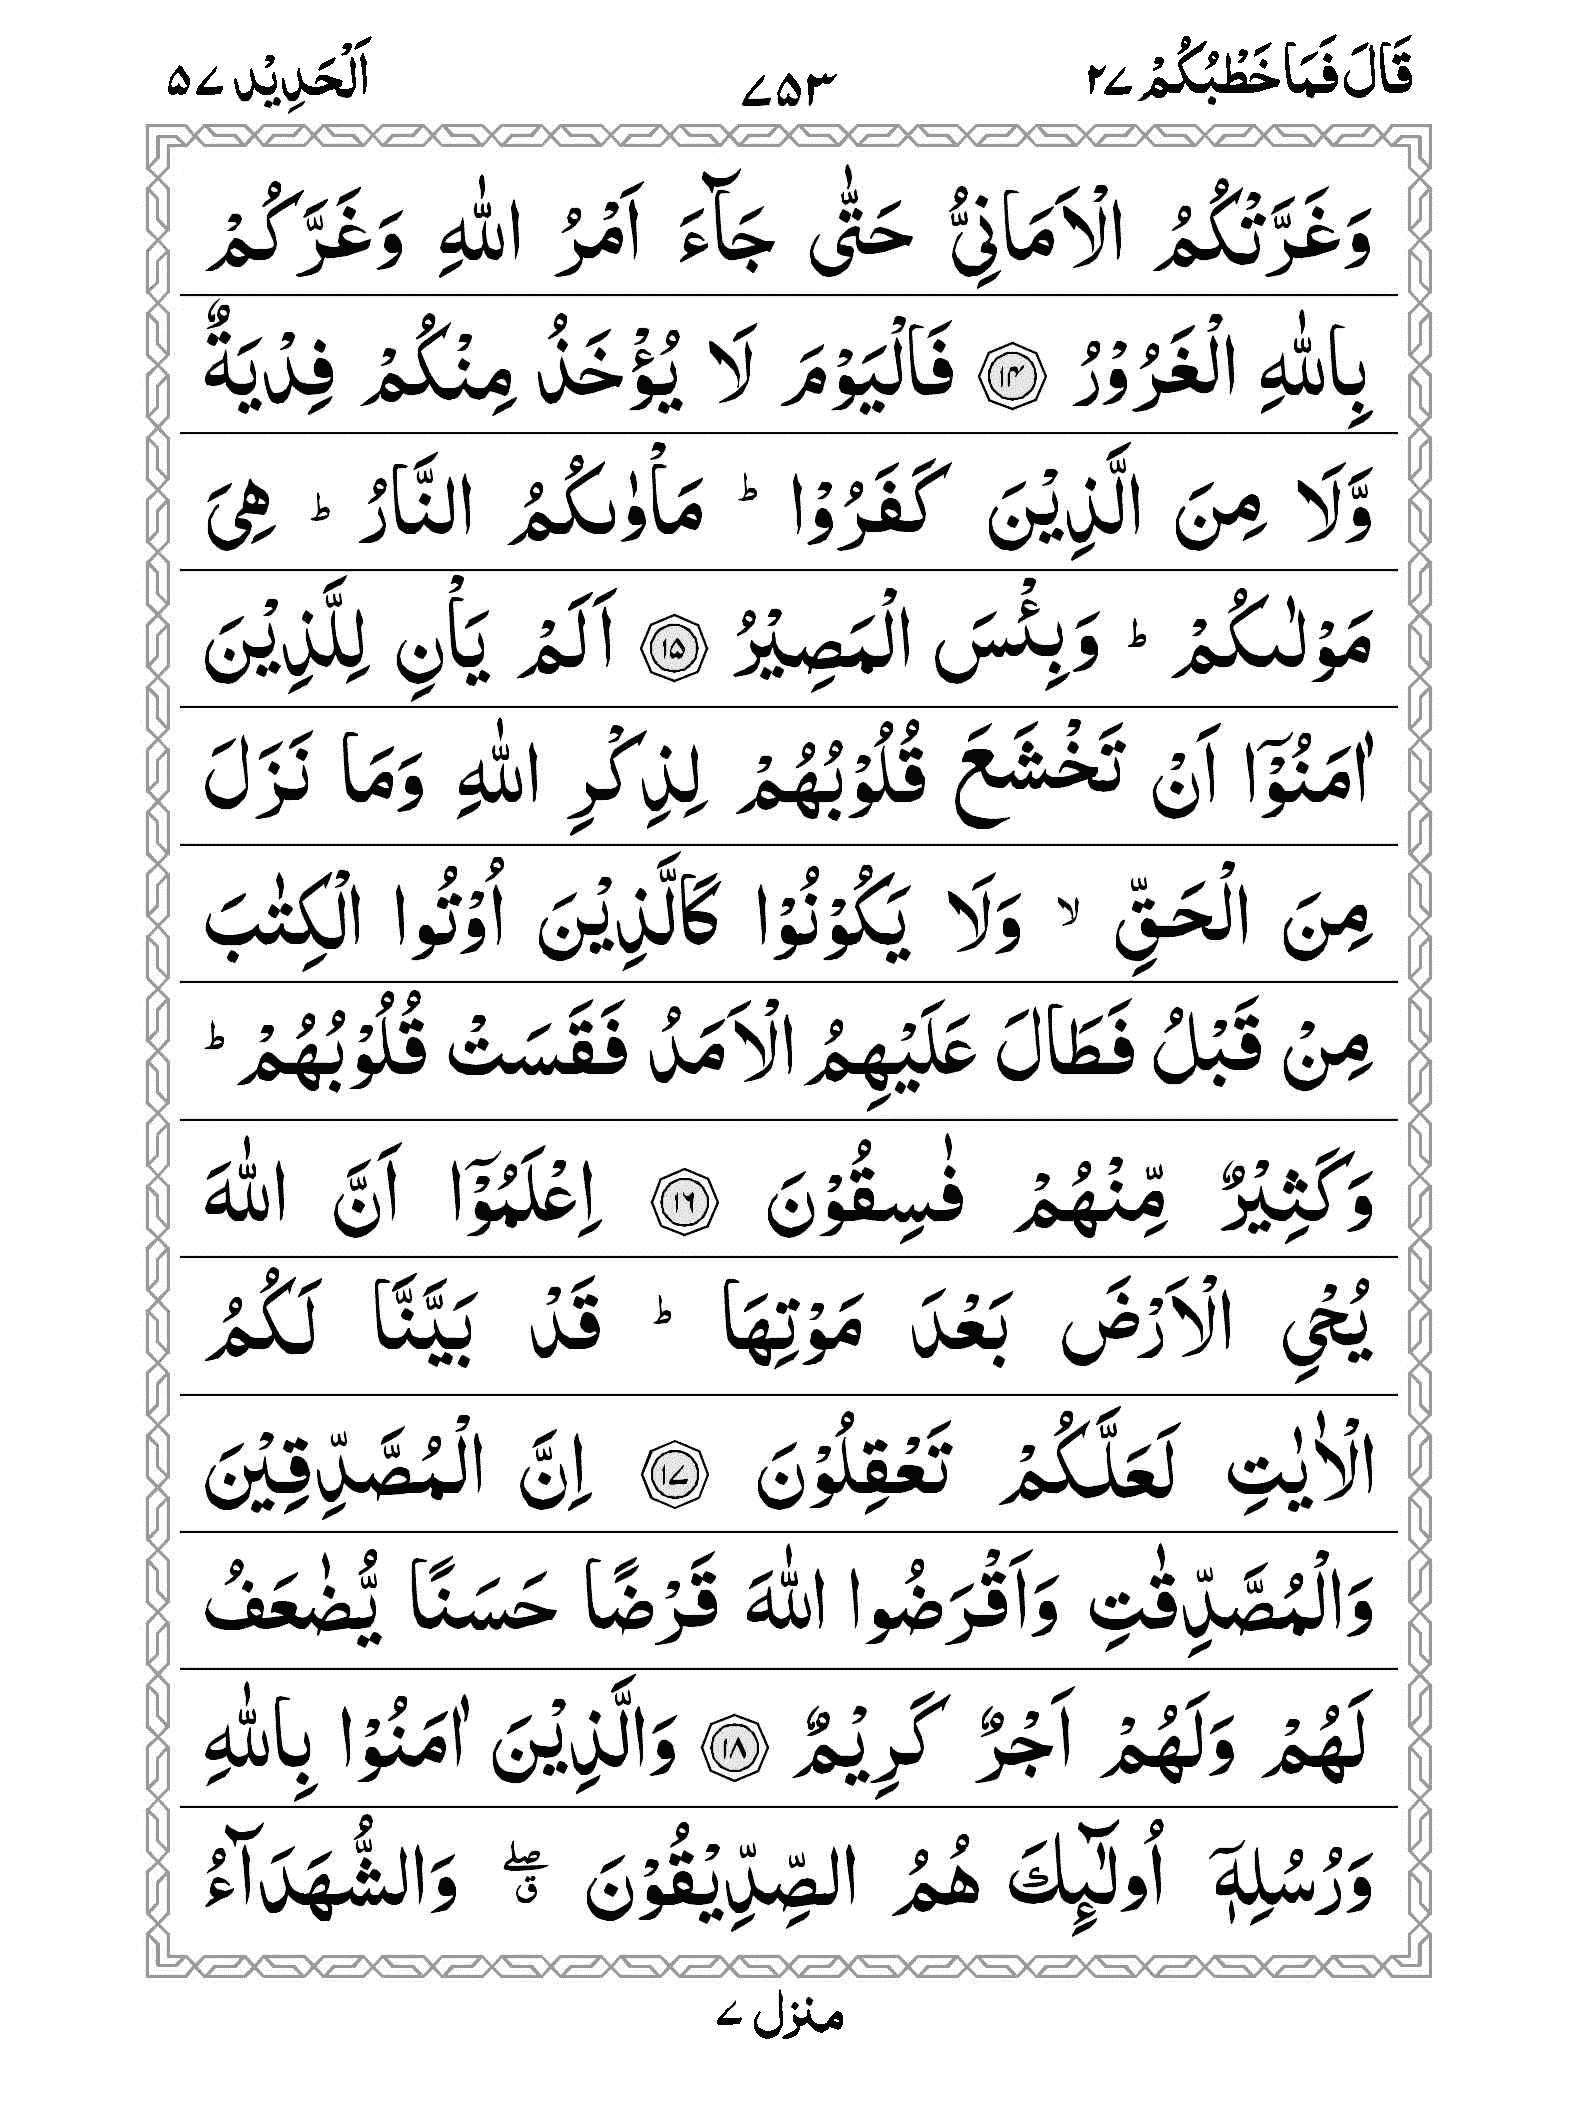 قَالَ فَمَا خَطْبُكُمْ ٢٧ ٧٥٣ اَلْحَدِيْد ٥٧
وَغَرَّتْكُمُ الْاَمَانِيُّ حَتّٰى جَآءَ اَمْرُ اللّٰهِ وَغَرَّكُمْ
بِاللّٰهِ الْغَرُوْرُ ١٤ فَالْيَوْمَ لَا يُؤْخَذُ مِنْكُمْ فِدْيَةٌ
وَّلَا مِنَ الَّذِيْنَ كَفَرُوْا ؕ مَاْوٰىكُمُ النَّارُ ؕ هِيَ
مَوْلٰىكُمْ ؕ وَبِئْسَ الْمَصِيْرُ ١٥ اَلَمْ يَاْنِ لِلَّذِيْنَ
اٰمَنُوْۤا اَنْ تَخْشَعَ قُلُوْبُهُمْ لِذِكْرِ اللّٰهِ وَمَا نَزَلَ
مِنَ الْحَقِّ ۙ وَلَا يَكُوْنُوْا كَالَّذِيْنَ اُوْتُوا الْكِتٰبَ
مِنْ قَبْلُ فَطَالَ عَلَيْهِمُ الْاَمَدُ فَقَسَتْ قُلُوْبُهُمْ ؕ
وَكَثِيْرٌ مِّنْهُمْ فٰسِقُوْنَ ١٦ اِعْلَمُوْۤا اَنَّ اللّٰهَ
يُحْيِ الْاَرْضَ بَعْدَ مَوْتِهَا ؕ قَدْ بَيَّنَّا لَكُمُ
الْاٰيٰتِ لَعَلَّكُمْ تَعْقِلُوْنَ ١٧ اِنَّ الْمُصَّدِّقِيْنَ
وَالْمُصَّدِّقٰتِ وَاَقْرَضُوا اللّٰهَ قَرْضًا حَسَنًا يُّضٰعَفُ
لَهُمْ وَلَهُمْ اَجْرٌ كَرِيْمٌ ١٨ وَالَّذِيْنَ اٰمَنُوْا بِاللّٰهِ
وَرُسُلِهٖۤ اُولٰٓئِكَ هُمُ الصِّدِّيْقُوْنَ ۖ ق وَالشُّهَدَآءُ
منزل ٧